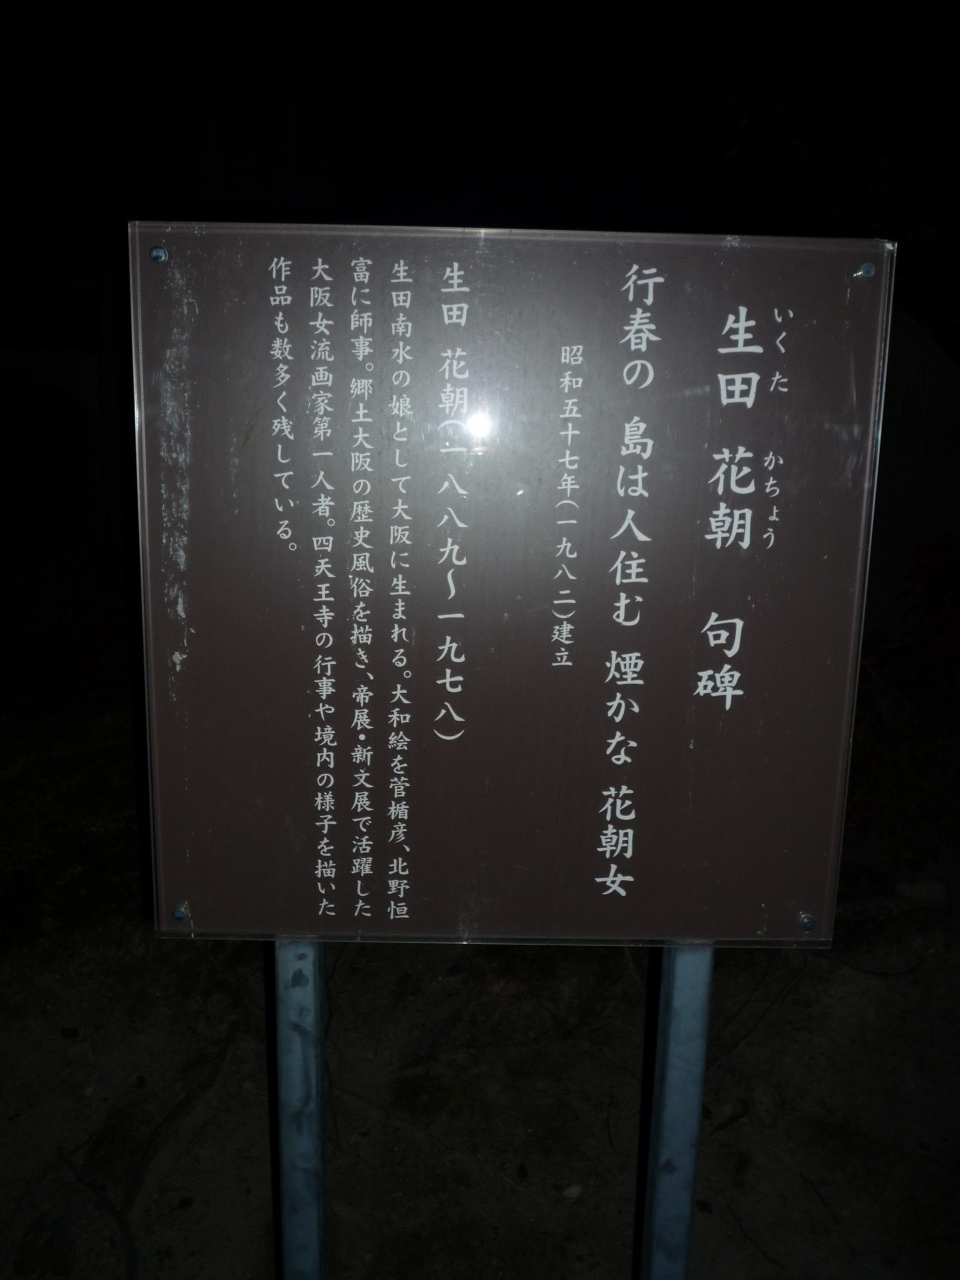 いくた かちょう
生田 花朝 句碑
行春の 島は人住む 煙かな 花朝女
昭和五十七年(一九八二)建立
生田 花朝(一八八九〜一九七八)
生田南水の娘として大阪に生まれる。大和絵を菅楯彦、北野恒
富に師事。郷土大阪の歴史風俗を描き、帝展・新文展で活躍した
大阪女流画家第一人者。四天王寺の行事や境内の様子を描いた
作品も数多く残している。